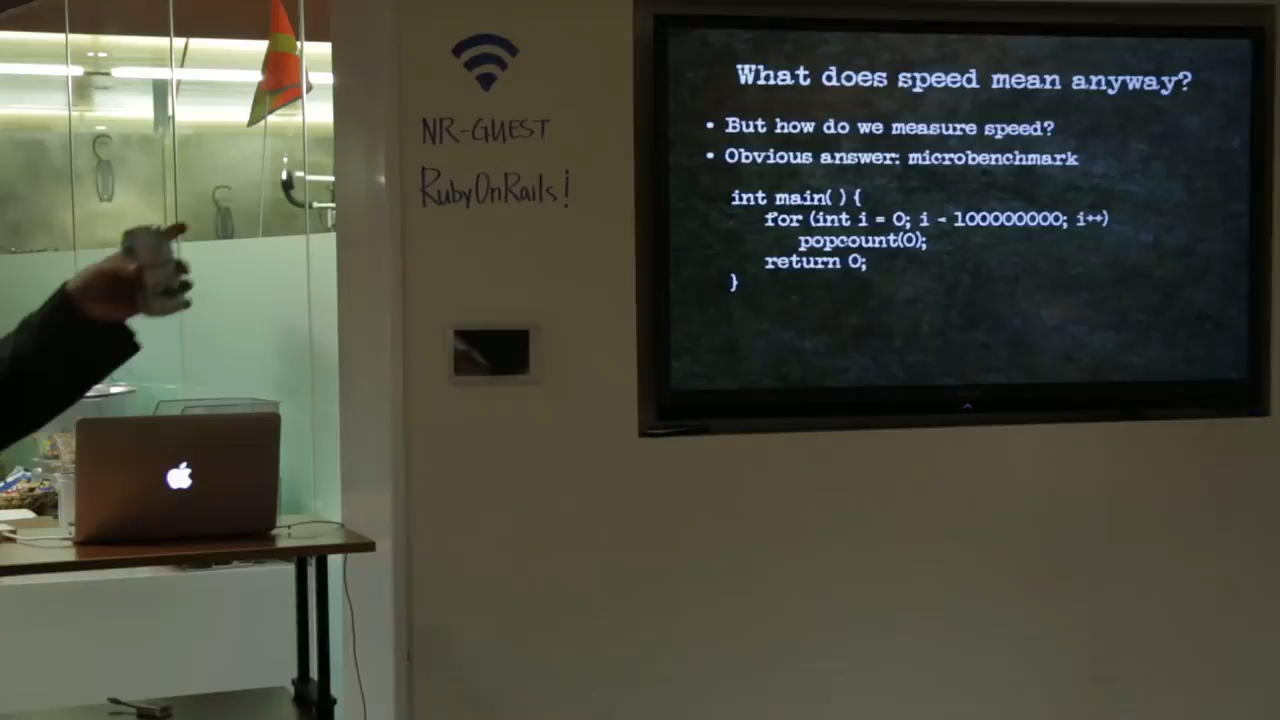 NR-GUEST
RubyOnRails!
What does speed mean anyway?
• But how do we measure speed?
• Obvious answer: microbenchmark
int main( ) {
for (int i = 0; i < 100000000; i++)
popcount(0);
return 0;
}